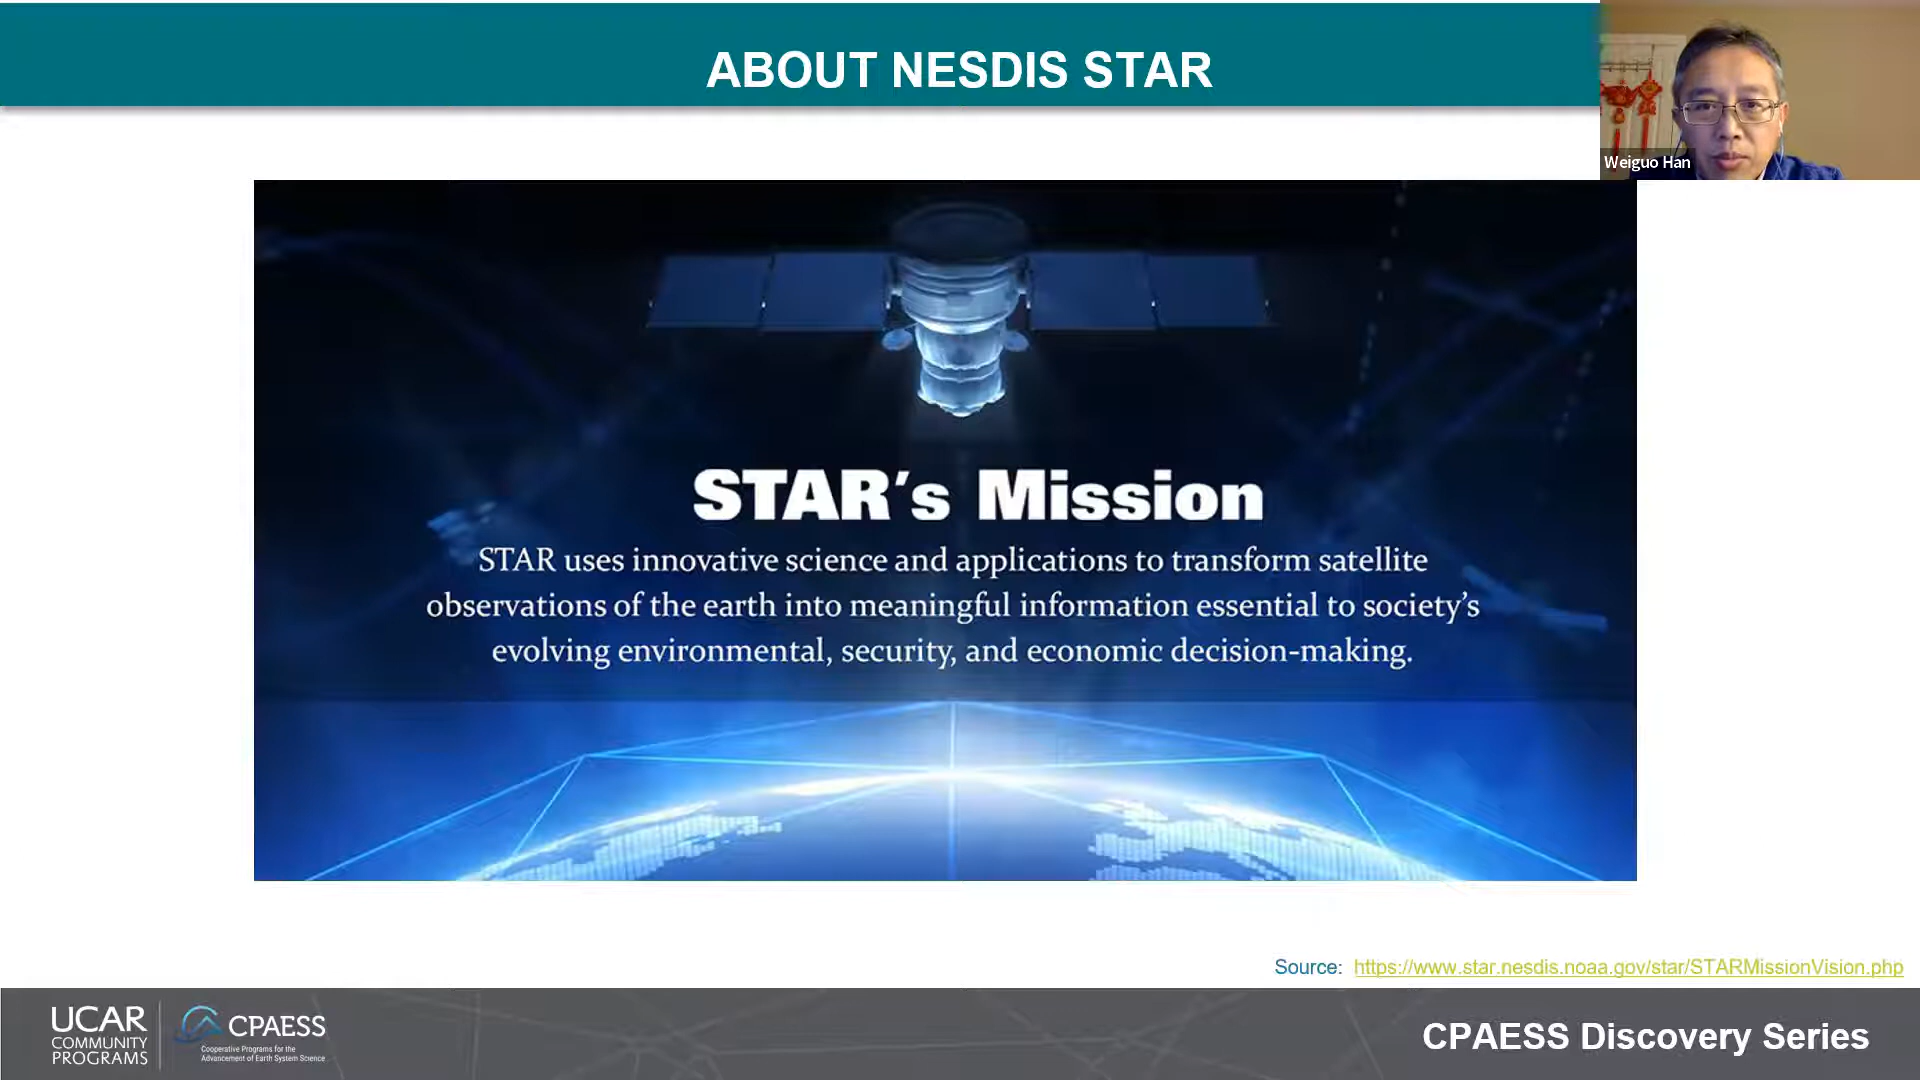 ABOUT NESDIS STAR
Weiguo Han
STAR's Mission
STAR uses innovative science and applications to transform satellite
observations of the earth into meaningful information essential to society's
evolving environmental, security, and economic decision-making.
Source: https://www.star.nesdis.noaa.gov/star/STARMissionVision.php
UCAR
COMMUNITY
PROGRAMS
CPAESS
Cooperative Programs for the
Advancement of Earth System Science
CPAESS Discovery Series